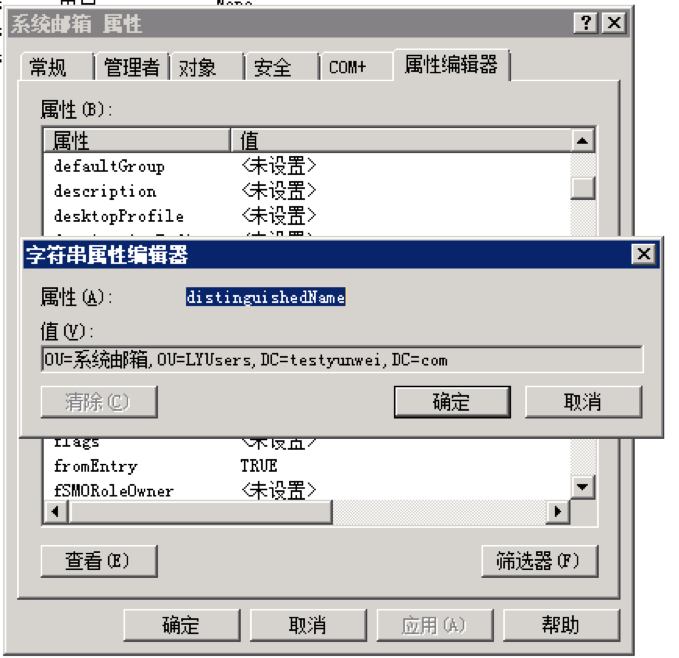 系统邮箱 属性
常规 管理者 对象 安全 COM+ 属性编辑器
属性(B):
属性 值
defaultGroup <未设置>
description <未设置>
desktopProfile <未设置>
字符串属性编辑器
属性(A): distinguishedName
值(V):
OU=系统邮箱,OU=LYUsers,DC=testyunwei,DC=com
清除(C) 确定 取消
flags <未设置>
fromEntry TRUE
fSMORoleOwner <未设置>
查看(E) 筛选器(F)
确定 取消 应用(A) 帮助